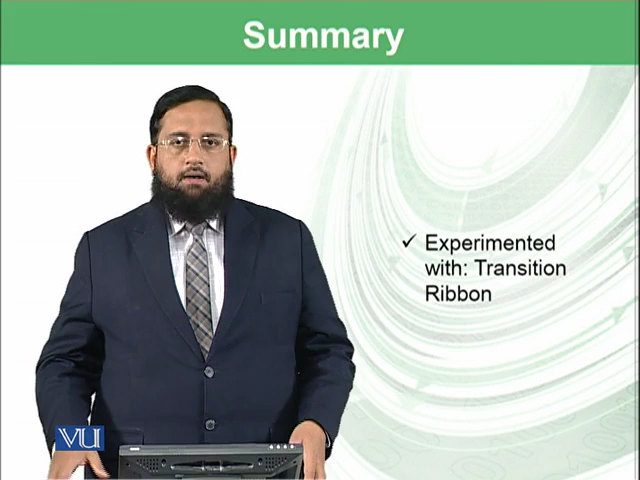 Summary
✓ Experimented
with: Transition
Ribbon
VU